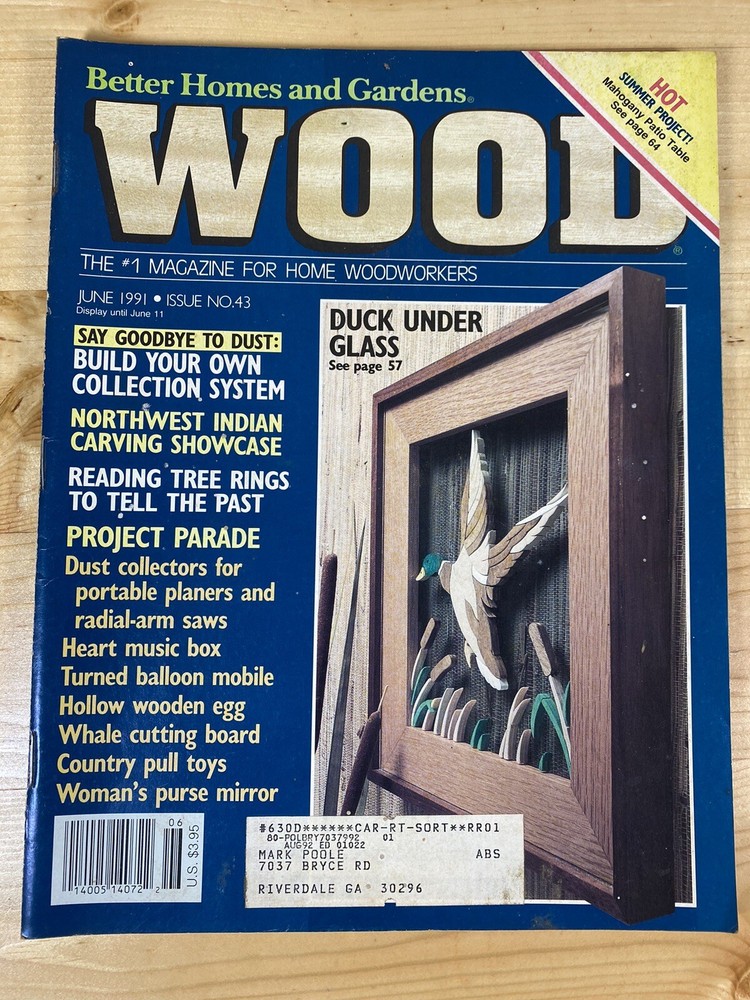 Better Homes and Gardens®
WOOD®
HOT
SUMMER PROJECT!
Mahogany Patio Table
See page 64
THE #1 MAGAZINE FOR HOME WOODWORKERS
JUNE 1991 • ISSUE NO.43
Display until June 11
SAY GOODBYE TO DUST:
BUILD YOUR OWN
COLLECTION SYSTEM
NORTHWEST INDIAN
CARVING SHOWCASE
READING TREE RINGS
TO TELL THE PAST
PROJECT PARADE
Dust collectors for
portable planers and
radial-arm saws
Heart music box
Turned balloon mobile
Hollow wooden egg
Whale cutting board
Country pull toys
Woman's purse mirror
DUCK UNDER
GLASS
See page 57
06
U.S. $3.95
14005 14072 2
#630D******CAR-RT-SORT**RR01
80-POLBRY7037992 01
AUG92 ED 01022
MARK POOLE ABS
7037 BRYCE RD
RIVERDALE GA 30296